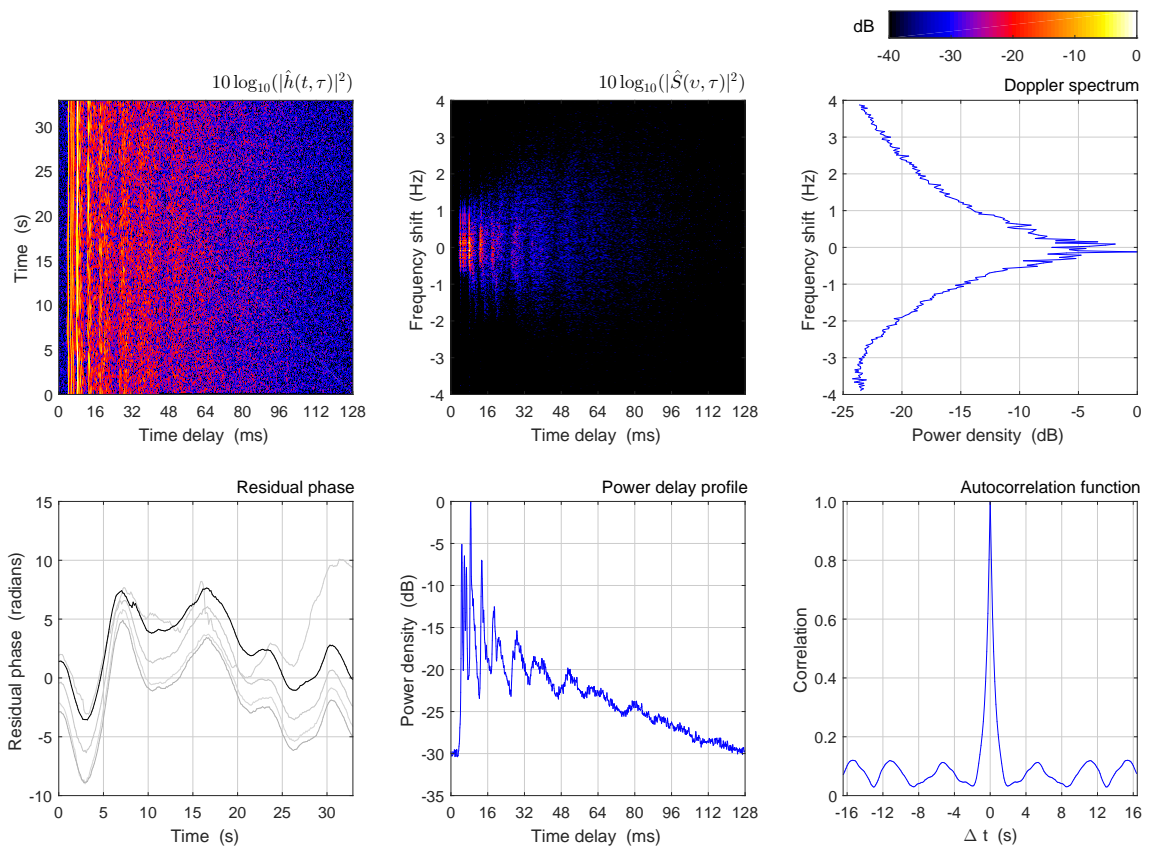 dB
-40 -30 -20 -10 0
10 log₁₀(|ĥ(t, τ)|²)
Time (s)
30
25
20
15
10
5
0
0 16 32 48 64 80 96 112 128
Time delay (ms)
10 log₁₀(|Ŝ(υ, τ)|²)
Frequency shift (Hz)
4
3
2
1
0
-1
-2
-3
-4
0 16 32 48 64 80 96 112 128
Time delay (ms)
Doppler spectrum
Frequency shift (Hz)
4
3
2
1
0
-1
-2
-3
-4
-25 -20 -15 -10 -5 0
Power density (dB)
Residual phase
Residual phase (radians)
15
10
5
0
-5
-10
0 5 10 15 20 25 30
Time (s)
Power delay profile
Power density (dB)
0
-5
-10
-15
-20
-25
-30
-35
0 16 32 48 64 80 96 112 128
Time delay (ms)
Autocorrelation function
Correlation
1.0
0.8
0.6
0.4
0.2
0
-16 -12 -8 -4 0 4 8 12 16
Δ t (s)